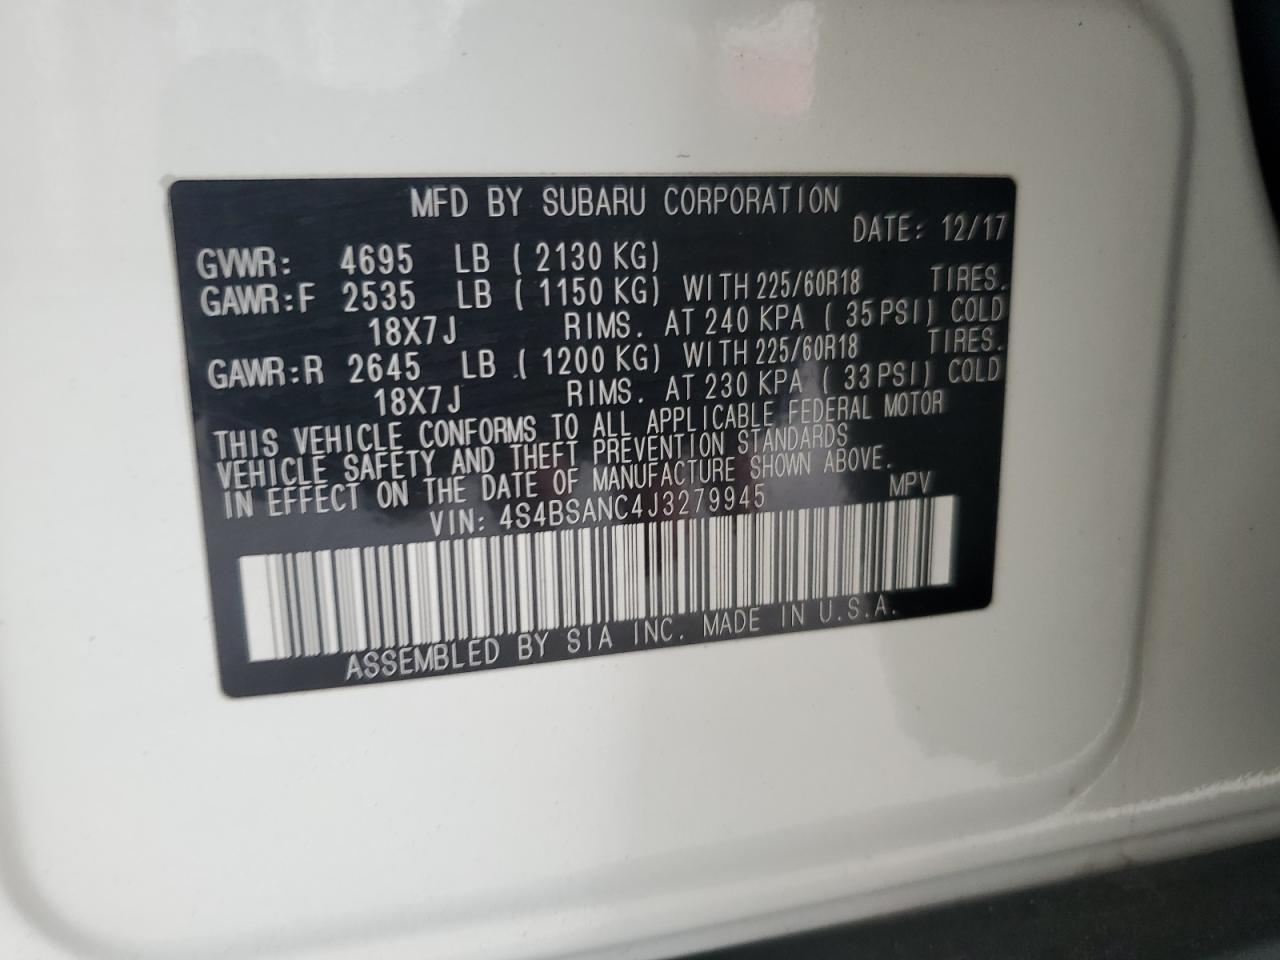 MFD BY SUBARU CORPORATION
DATE: 12/17
GVWR: 4695 LB ( 2130 KG)
GAWR:F 2535 LB ( 1150 KG) WITH 225/60R18 TIRES.
18X7J RIMS. AT 240 KPA ( 35 PSI) COLD
GAWR:R 2645 LB ( 1200 KG) WITH 225/60R18 TIRES.
18X7J RIMS. AT 230 KPA ( 33 PSI) COLD
THIS VEHICLE CONFORMS TO ALL APPLICABLE FEDERAL MOTOR
VEHICLE SAFETY AND THEFT PREVENTION STANDARDS
IN EFFECT ON THE DATE OF MANUFACTURE SHOWN ABOVE.
VIN: 4S4BSANC4J3279945 MPV
ASSEMBLED BY SIA INC. MADE IN U.S.A.